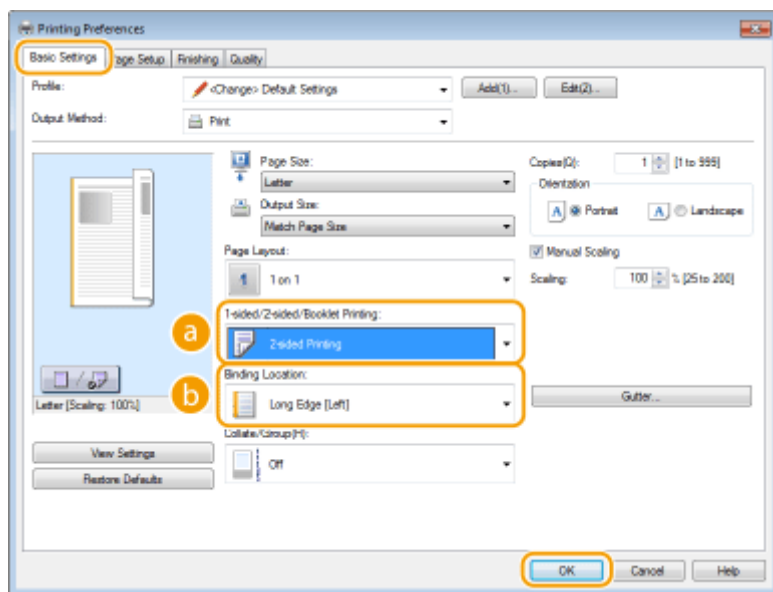 Printing Preferences
Basic Settings Page Setup Finishing Quality
Profile: <Change> Default Settings Add(1)... Edit(2)...
Output Method: Print
Page Size: Copies(Q): 1 [1 to 999]
Letter Orientation
Output Size: A Portrait A Landscape
Match Page Size
Page Layout: Manual Scaling
1 1 on 1 Scaling: 100 % [25 to 200]
1-sided/2-sided/Booklet Printing:
a 2-sided Printing
b Binding Location:
Letter [Scaling: 100%] Long Edge [Left] Gutter...
Collate/Group(H):
View Settings Off
Restore Defaults
OK Cancel Help